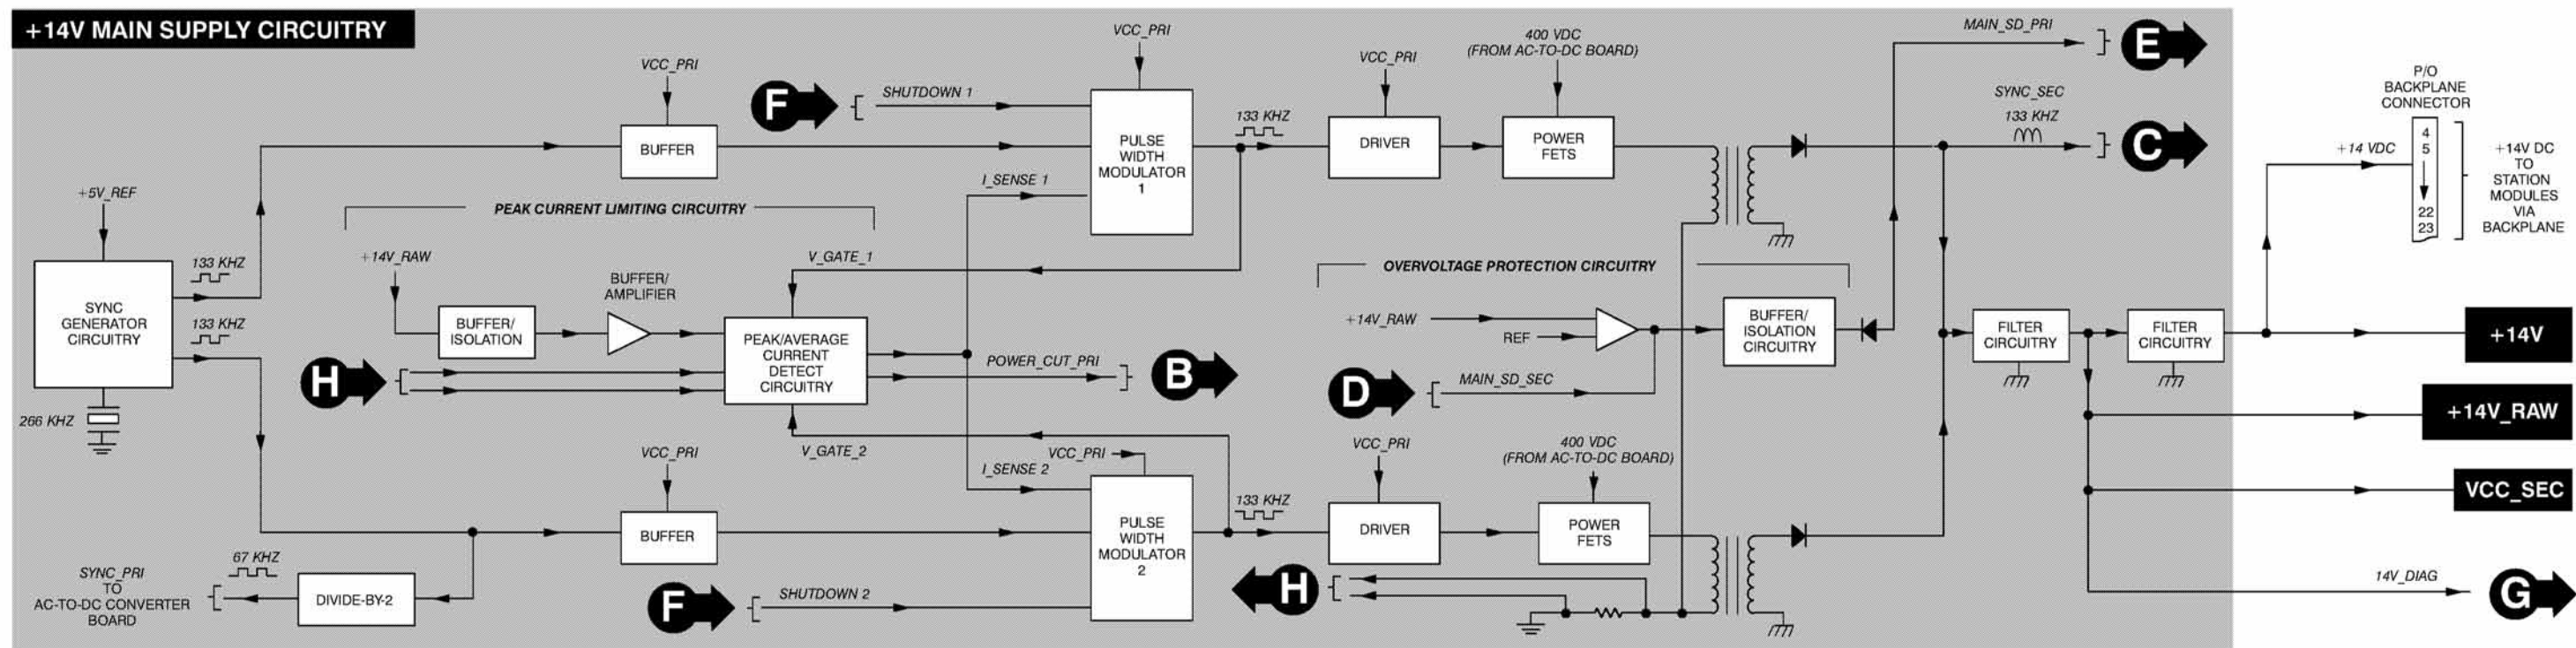 +14V MAIN SUPPLY CIRCUITRY
+5V_REF
SYNC
GENERATOR
CIRCUITRY
266 KHZ
133 KHZ
133 KHZ
SYNC_PRI
TO
AC-TO-DC CONVERTER
BOARD
67 KHZ
DIVIDE-BY-2
VCC_PRI
BUFFER
F
SHUTDOWN 1
PEAK CURRENT LIMITING CIRCUITRY
+14V_RAW
BUFFER/
ISOLATION
BUFFER/
AMPLIFIER
H
V_GATE_1
PEAK/AVERAGE
CURRENT
DETECT
CIRCUITRY
V_GATE_2
I_SENSE 1
POWER_CUT_PRI
B
I_SENSE 2
VCC_PRI
BUFFER
F
SHUTDOWN 2
VCC_PRI
PULSE
WIDTH
MODULATOR
1
133 KHZ
VCC_PRI
DRIVER
400 VDC
(FROM AC-TO-DC BOARD)
POWER
FETS
OVERVOLTAGE PROTECTION CIRCUITRY
+14V_RAW
REF
BUFFER/
ISOLATION
CIRCUITRY
D
MAIN_SD_SEC
VCC_PRI
PULSE
WIDTH
MODULATOR
2
133 KHZ
VCC_PRI
DRIVER
400 VDC
(FROM AC-TO-DC BOARD)
POWER
FETS
H
MAIN_SD_PRI
E
SYNC_SEC
133 KHZ
C
FILTER
CIRCUITRY
FILTER
CIRCUITRY
P/O
BACKPLANE
CONNECTOR
+14 VDC
4
5
22
23
+14V DC
TO
STATION
MODULES
VIA
BACKPLANE
+14V
+14V_RAW
VCC_SEC
14V_DIAG
G